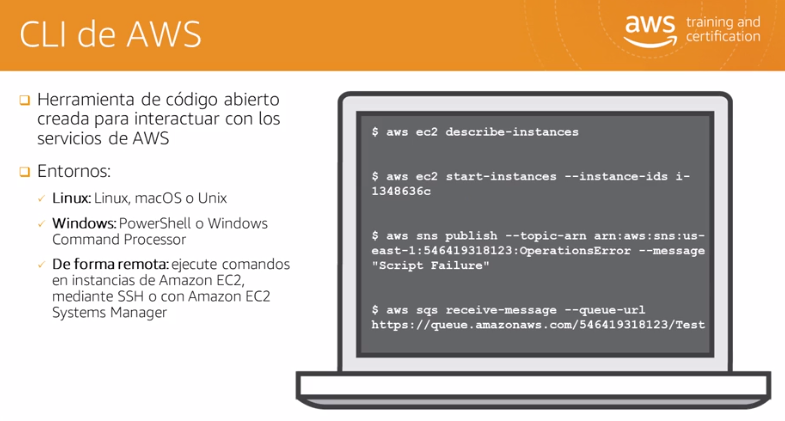 CLI de AWS
aws training and
certification
Herramienta de código abierto
creada para interactuar con los
servicios de AWS
Entornos:
Linux: Linux, macOS o Unix
Windows: PowerShell o Windows
Command Processor
De forma remota: ejecute comandos
en instancias de Amazon EC2,
mediante SSH o con Amazon EC2
Systems Manager
$ aws ec2 describe-instances
$ aws ec2 start-instances --instance-ids i-
1348636c
$ aws sns publish --topic-arn arn:aws:sns:us-
east-1:546419318123:OperationsError --message
"Script Failure"
$ aws sqs receive-message --queue-url
https://queue.amazonaws.com/546419318123/Test